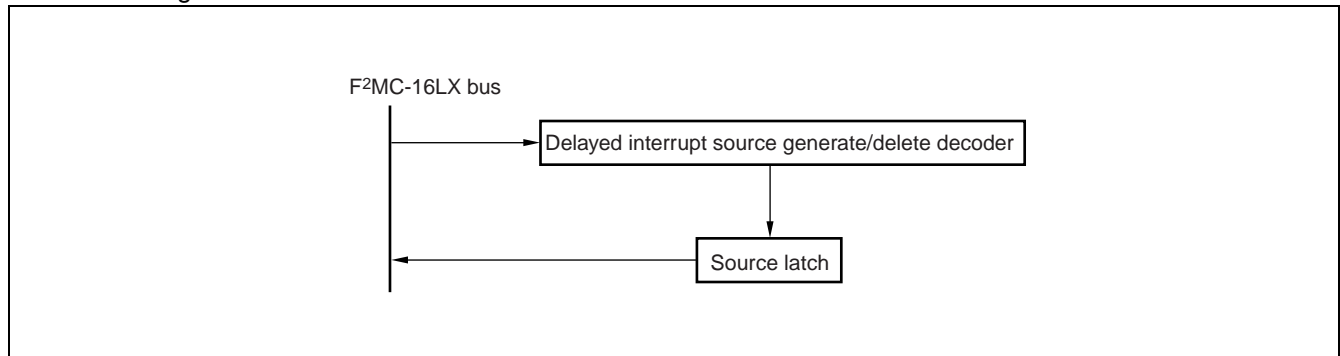 F2MC-16LX bus
Delayed interrupt source generate/delete decoder
Source latch